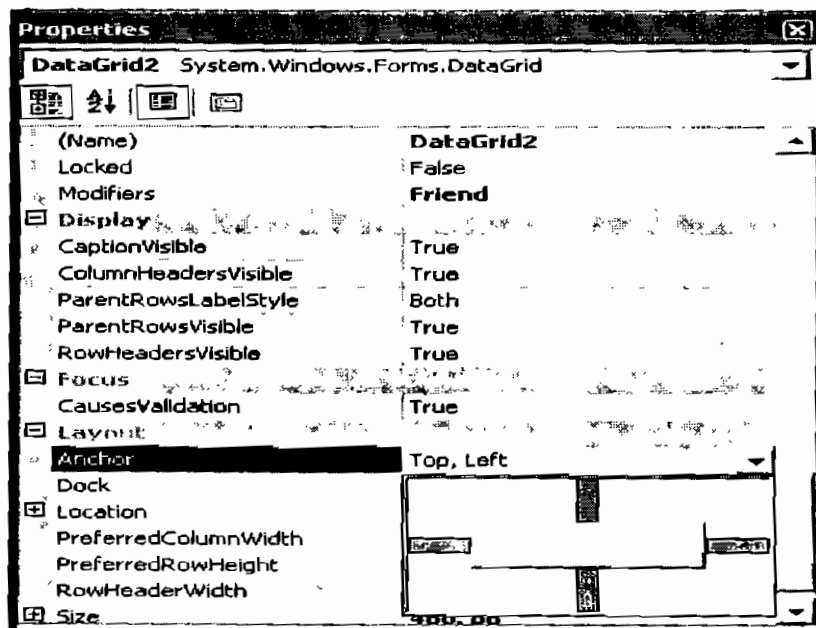 Properties
DataGrid2 System.Windows.Forms.DataGrid
(Name) DataGrid2
Locked False
Modifiers Friend
Display
CaptionVisible True
ColumnHeadersVisible True
ParentRowsLabelStyle Both
ParentRowsVisible True
RowHeadersVisible True
Focus
CausesValidation True
Layout
Anchor Top, Left
Dock
Location
PreferredColumnWidth
PreferredRowHeight
RowHeaderWidth
Size